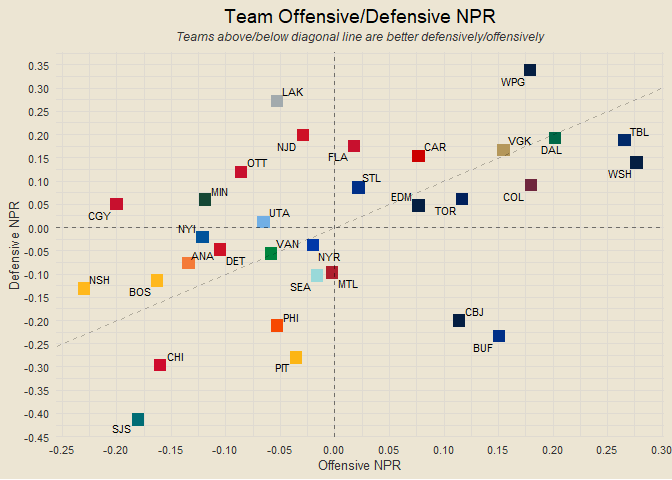 Team Offensive/Defensive NPR
Teams above/below diagonal line are better defensively/offensively
0.35
0.30
0.25
0.20
0.15
0.10
0.05
0.00
-0.05
-0.10
-0.15
-0.20
-0.25
-0.30
-0.35
-0.40
-0.45
Defensive NPR
WPG
LAK
TBL
NJD
VGK
CAR
DAL
FLA
OTT
WSH
STL
MIN
EDM
COL
TOR
CGY
UTA
NYI
VAN
ANA
NYR
DET
NSH
MTL
SEA
BOS
CBJ
PHI
BUF
CHI
PIT
SJS
-0.25 -0.20 -0.15 -0.10 -0.05 0.00 0.05 0.10 0.15 0.20 0.25 0.30
Offensive NPR